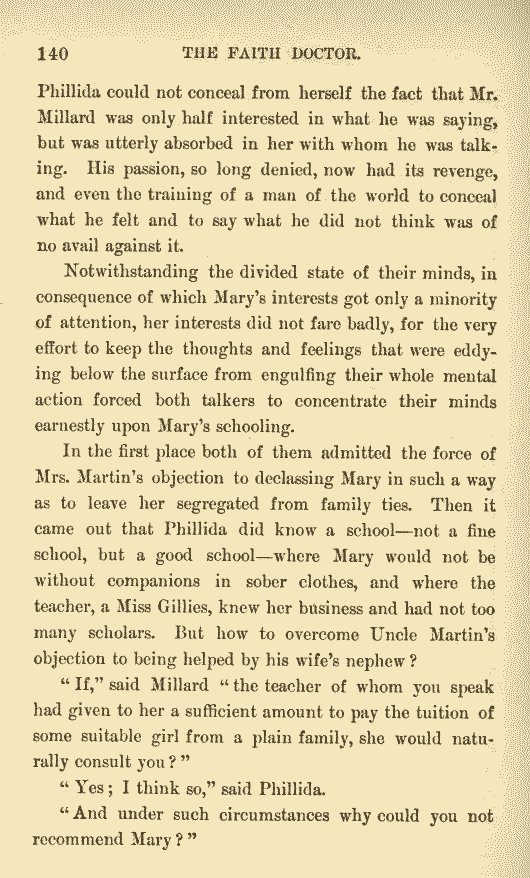 140 THE FAITH DOCTOR.
Phillida could not conceal from herself the fact that Mr.
Millard was only half interested in what he was saying,
but was utterly absorbed in her with whom he was talk-
ing. His passion, so long denied, now had its revenge,
and even the training of a man of the world to conceal
what he felt and to say what he did not think was of
no avail against it.
Notwithstanding the divided state of their minds, in
consequence of which Mary's interests got only a minority
of attention, her interests did not fare badly, for the very
effort to keep the thoughts and feelings that were eddy-
ing below the surface from engulfing their whole mental
action forced both talkers to concentrate their minds
earnestly upon Mary's schooling.
In the first place both of them admitted the force of
Mrs. Martin's objection to declassing Mary in such a way
as to leave her segregated from family ties. Then it
came out that Phillida did know a school—not a fine
school, but a good school—where Mary would not be
without companions in sober clothes, and where the
teacher, a Miss Gillies, knew her business and had not too
many scholars. But how to overcome Uncle Martin's
objection to being helped by his wife's nephew?
"If," said Millard "the teacher of whom you speak
had given to her a sufficient amount to pay the tuition of
some suitable girl from a plain family, she would natu-
rally consult you?"
"Yes; I think so," said Phillida.
"And under such circumstances why could you not
recommend Mary?"